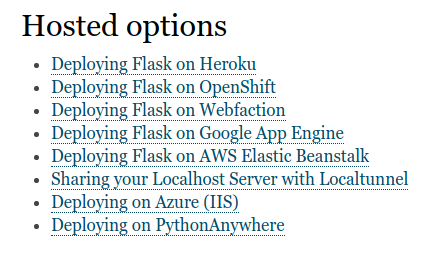 Hosted options
Deploying Flask on Heroku
Deploying Flask on OpenShift
Deploying Flask on Webfaction
Deploying Flask on Google App Engine
Deploying Flask on AWS Elastic Beanstalk
Sharing your Localhost Server with Localtunnel
Deploying on Azure (IIS)
Deploying on PythonAnywhere